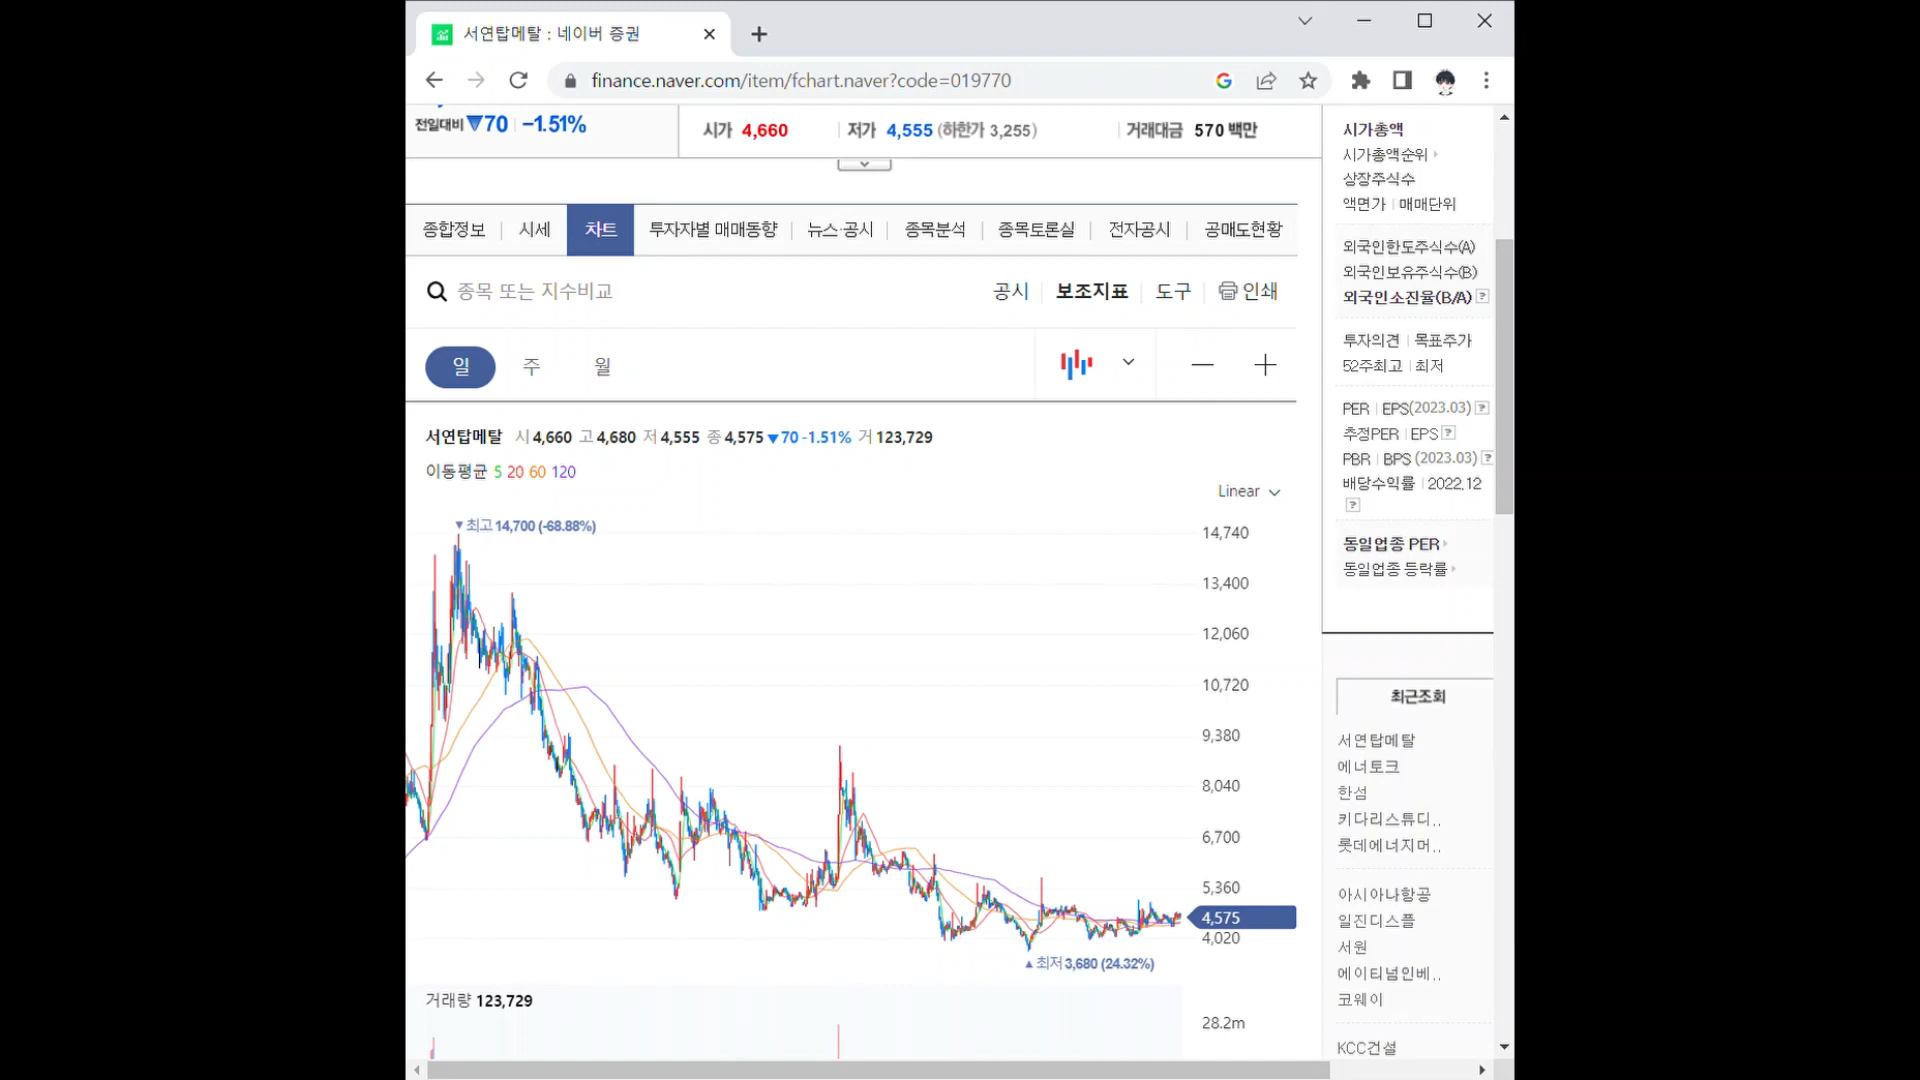 서연탑메탈 : 네이버 증권
finance.naver.com/item/fchart.naver?code=019770
전일대비 ▼70 | −1.51%
시가 4,660 | 저가 4,555 (하한가 3,255) | 거래대금 570 백만
종합정보 | 시세 차트 투자자별 매매동향 | 뉴스·공시 | 종목분석 | 종목토론실 | 전자공시 | 공매도현황
종목 또는 지수비교
공시 보조지표 도구 인쇄
일 주 월
서연탑메탈 시 4,660 고 4,680 저 4,555 종 4,575 ▼70 -1.51% 거 123,729
이동평균 5 20 60 120
Linear
▼최고 14,700 (-68.88%)
14,740
13,400
12,060
10,720
9,380
8,040
6,700
5,360
4,575
4,020
▲최저 3,680 (24.32%)
거래량 123,729
28.2m
시가총액
시가총액순위
상장주식수
액면가 | 매매단위
외국인한도주식수(A)
외국인보유주식수(B)
외국인소진율(B/A) ?
투자의견 | 목표주가
52주최고 | 최저
PER | EPS(2023.03) ?
추정PER | EPS ?
PBR | BPS (2023.03) ?
배당수익률 | 2022.12
?
동일업종 PER
동일업종 등락률
최근조회
서연탑메탈
에너토크
한섬
키다리스튜디..
롯데에너지머..
아시아나항공
일진디스플
서원
에이티넘인베..
코웨이
KCC건설